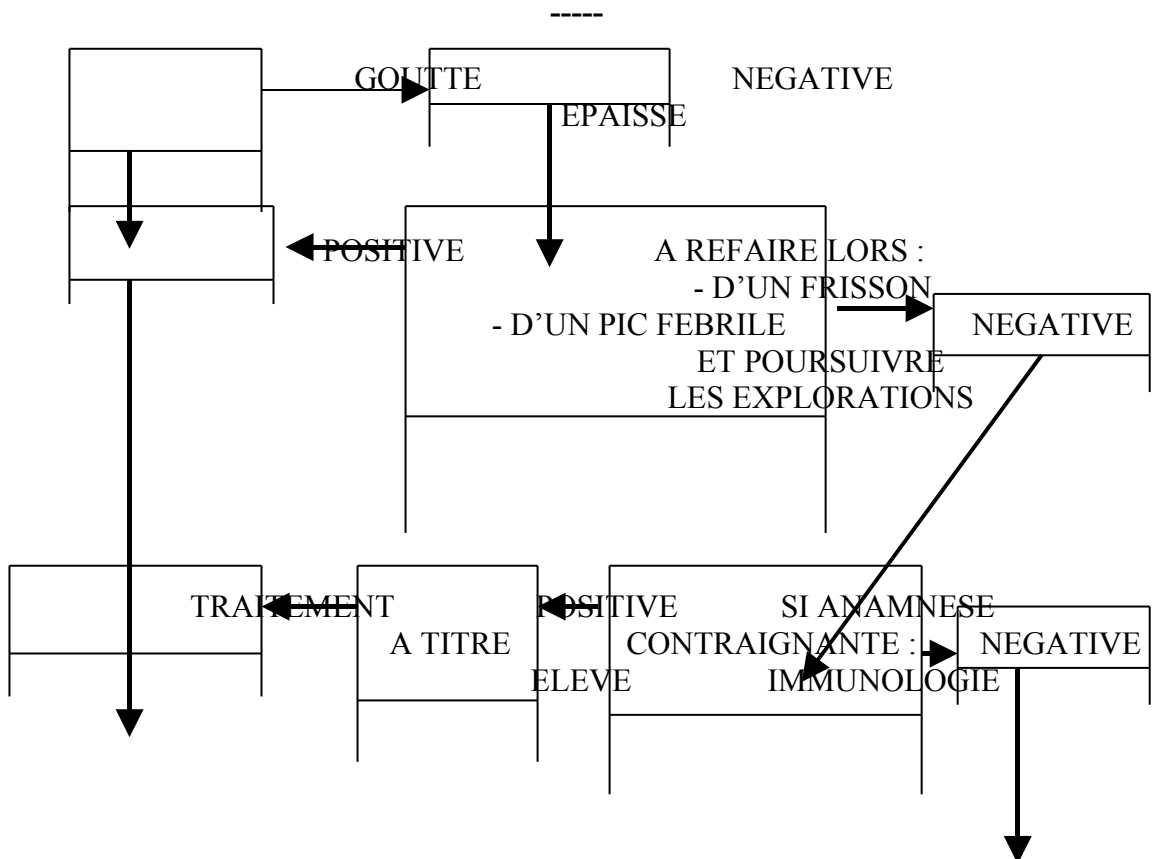 -----
GOUTTE NEGATIVE
EPAISSE
POSITIVE A REFAIRE LORS :
- D’UN FRISSON
- D’UN PIC FEBRILE NEGATIVE
ET POURSUIVRE
LES EXPLORATIONS
TRAITEMENT POSITIVE SI ANAMNESE
A TITRE CONTRAIGNANTE : NEGATIVE
ELEVE IMMUNOLOGIE